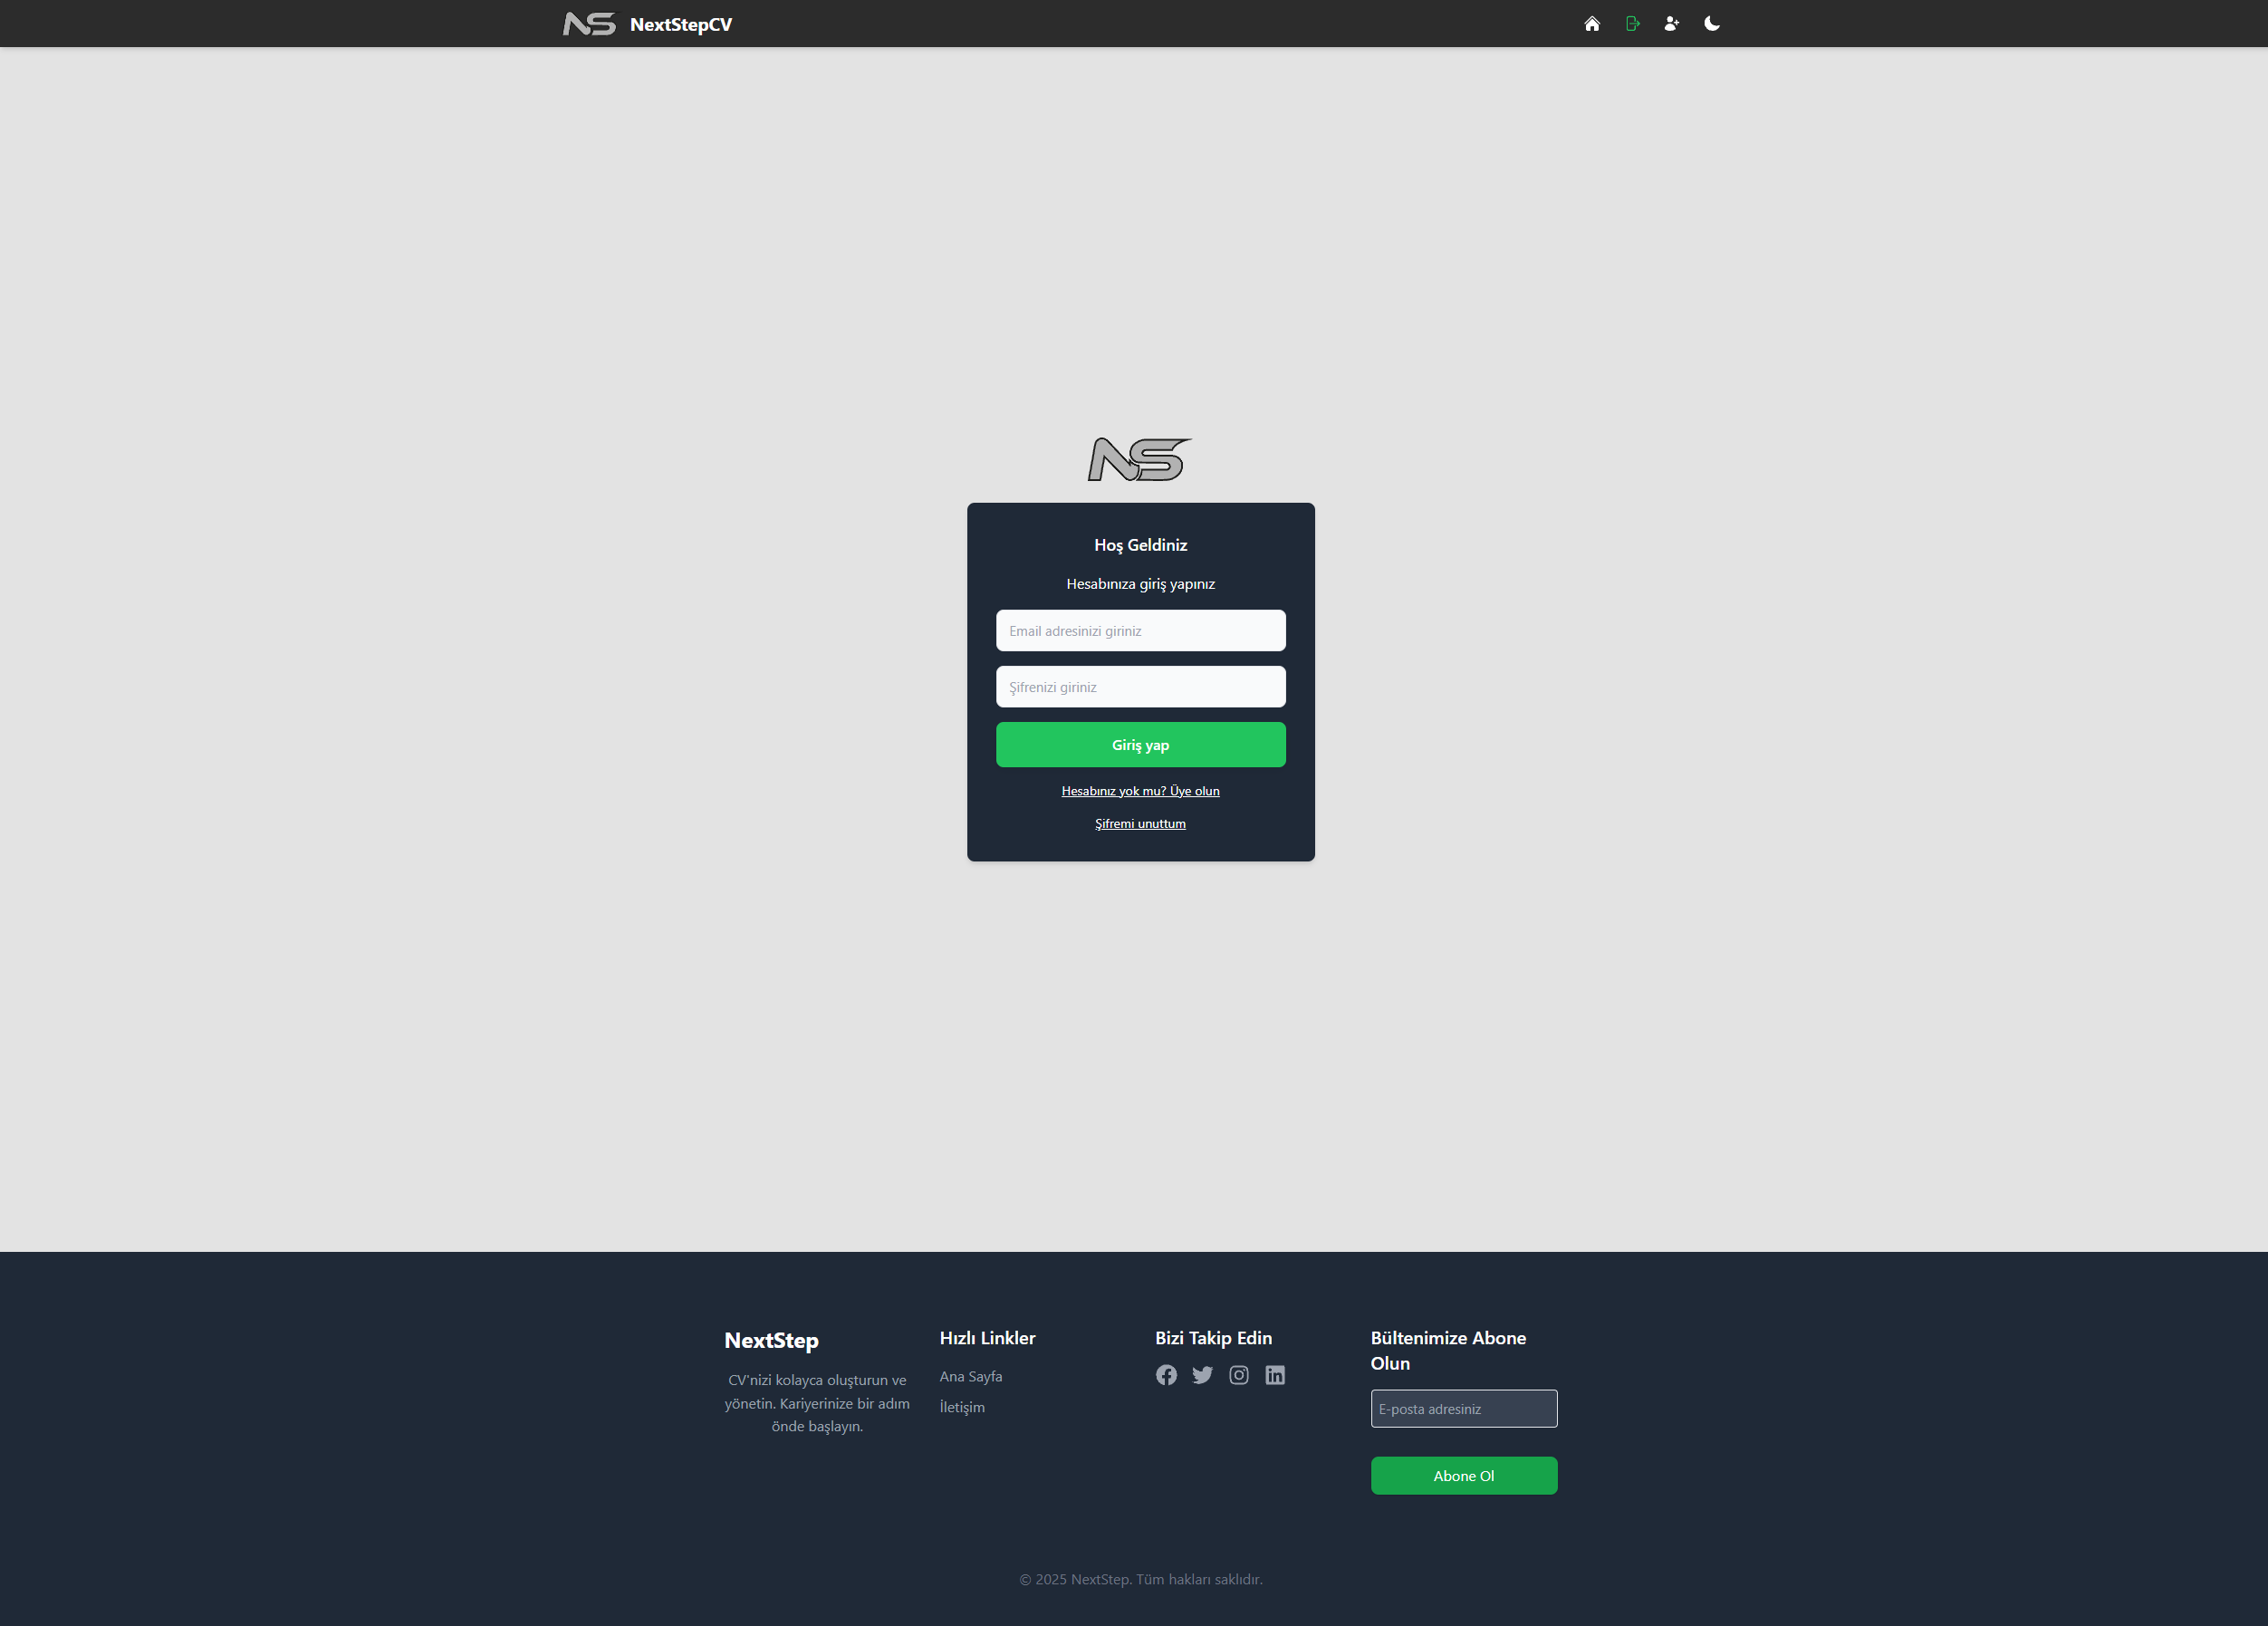 NS NextStepCV
NS
Hoş Geldiniz
Hesabınıza giriş yapınız
Email adresinizi giriniz
Şifrenizi giriniz
Giriş yap
Hesabınız yok mu? Üye olun
Şifremi unuttum
NextStep
CV'nizi kolayca oluşturun ve
yönetin. Kariyerinize bir adım
önde başlayın.
Hızlı Linkler
Ana Sayfa
İletişim
Bizi Takip Edin
Bültenimize Abone
Olun
E-posta adresiniz
Abone Ol
© 2025 NextStep. Tüm hakları saklıdır.